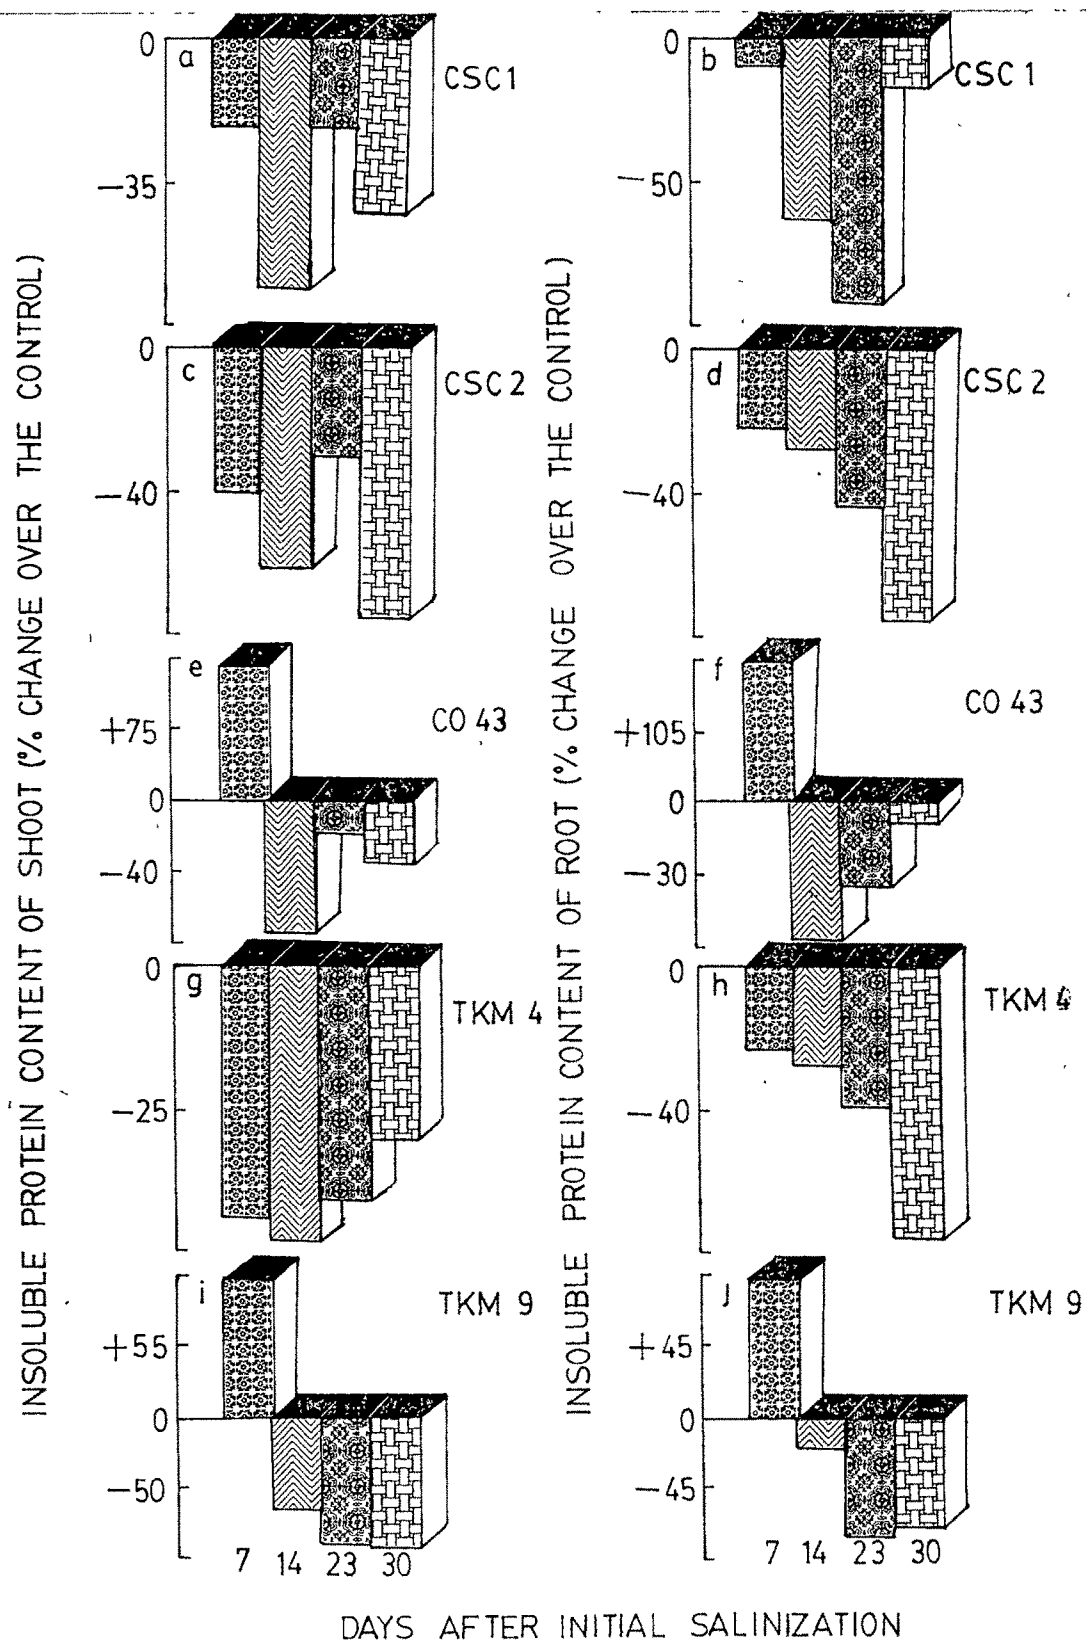 INSOLUBLE PROTEIN CONTENT OF SHOOT (% CHANGE OVER THE CONTROL)
INSOLUBLE PROTEIN CONTENT OF ROOT (% CHANGE OVER THE CONTROL)
0 a CSC1
−35
0 b CSC 1
−50
0 c CSC 2
−40
0 d CSC 2
−40
e CO 43
+75
0
−40
f CO 43
+105
0
−30
0 g TKM 4
−25
0 h TKM 4
−40
i TKM 9
+55
0
−50
7 14 23 30
j TKM 9
+45
0
−45
7 14 23 30
DAYS AFTER INITIAL SALINIZATION